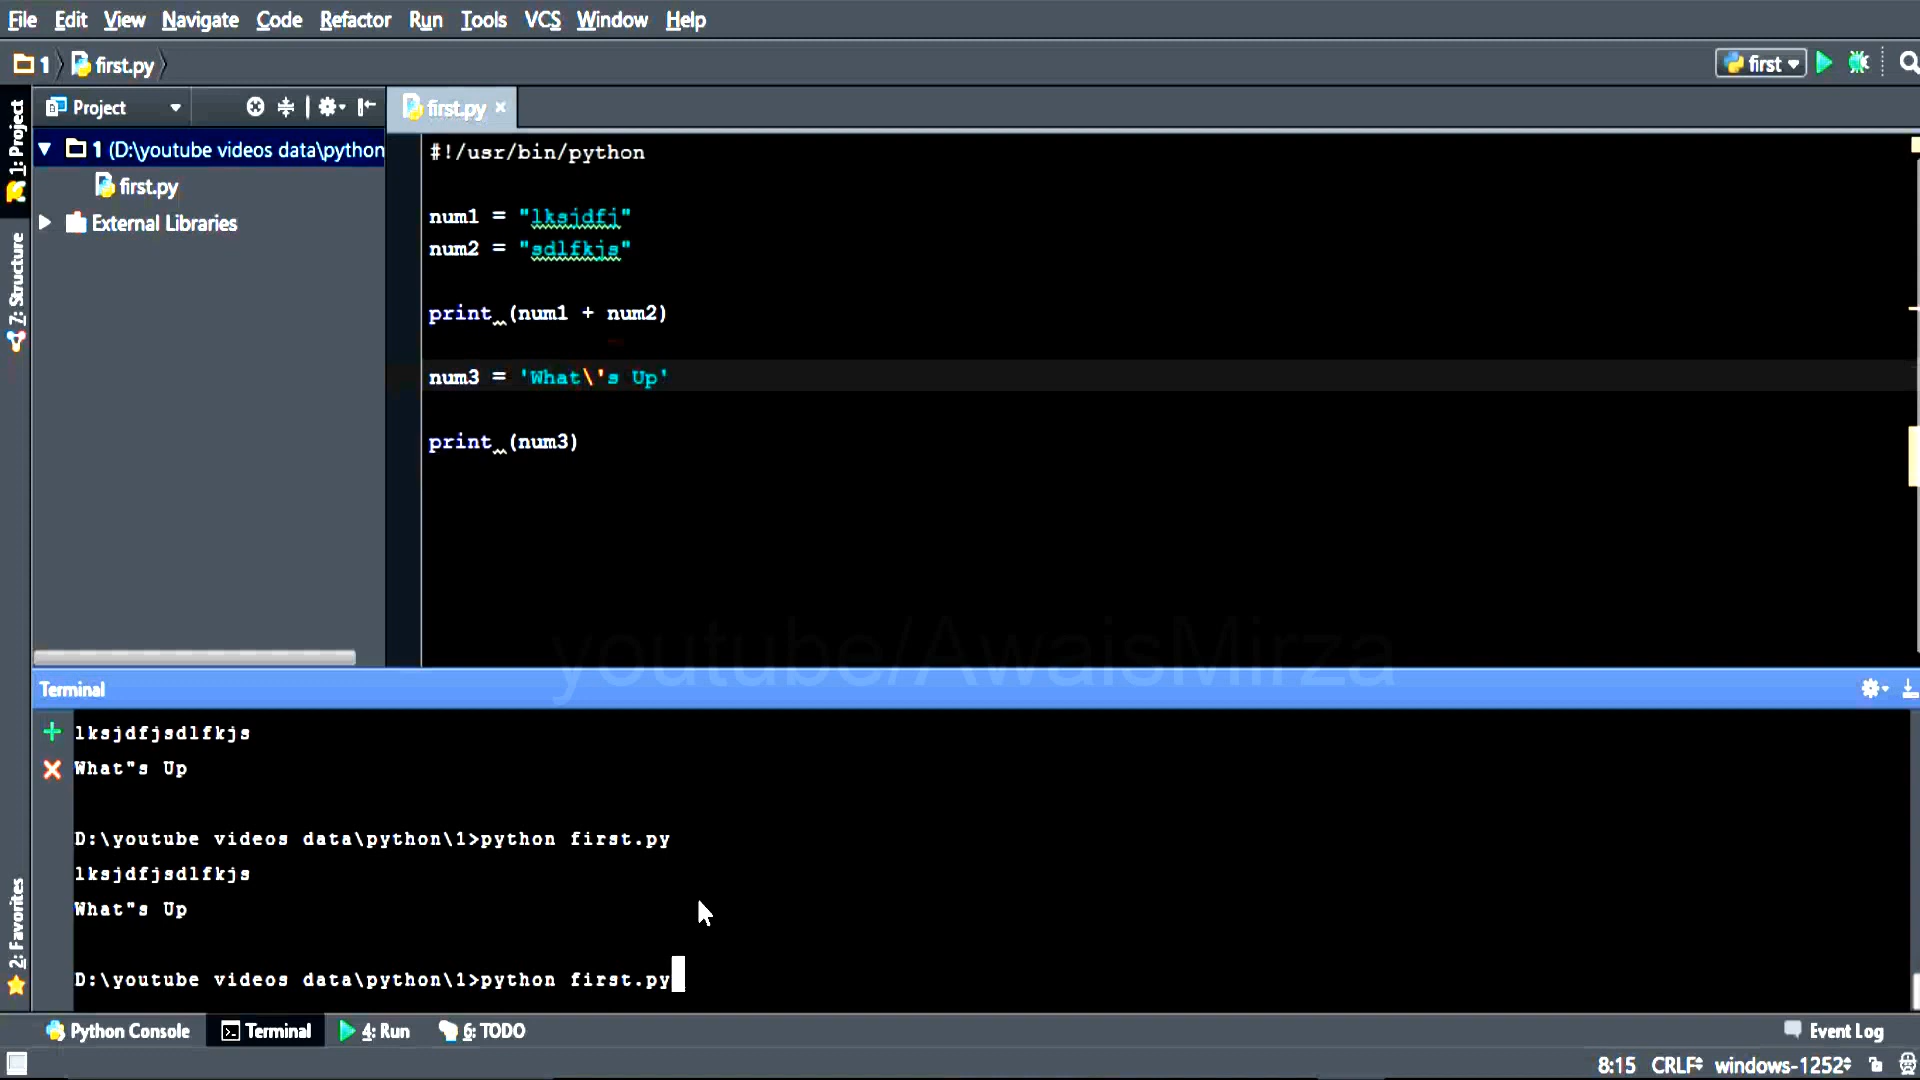 File Edit View Navigate Code Refactor Run Tools VCS Window Help
1 first.py
first
1: Project
Project
first.py
1 (D:\youtube videos data\python
first.py
External Libraries
7: Structure
#!/usr/bin/python
num1 = "lksjdfj"
num2 = "sdlfkjs"
print (num1 + num2)
num3 = 'What\'s Up'
print (num3)
youtube/AwaisMirza
Terminal
lksjdfjsdlfkjs
What"s Up
D:\youtube videos data\python\1>python first.py
lksjdfjsdlfkjs
What"s Up
D:\youtube videos data\python\1>python first.py
2: Favorites
Python Console Terminal 4: Run 6: TODO Event Log
8:15 CRLF windows-1252